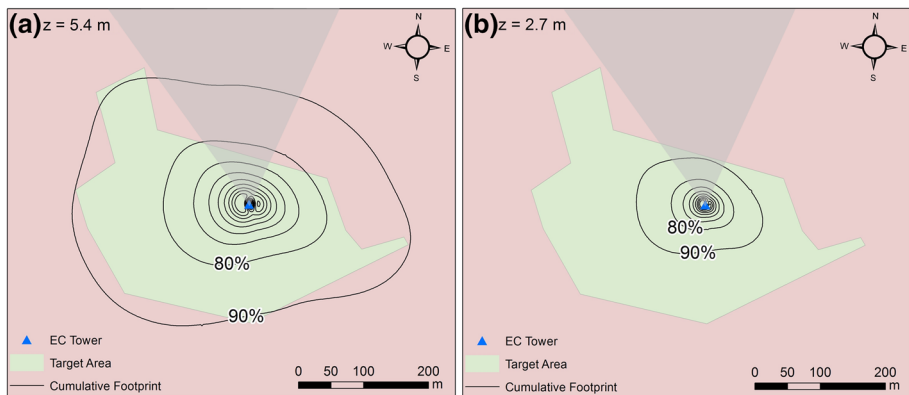 (a) z = 5.4 m
N
W E
S
80%
90%
EC Tower
Target Area
Cumulative Footprint
0 50 100 200
m
(b) z = 2.7 m
N
W E
S
80%
90%
EC Tower
Target Area
Cumulative Footprint
0 50 100 200
m